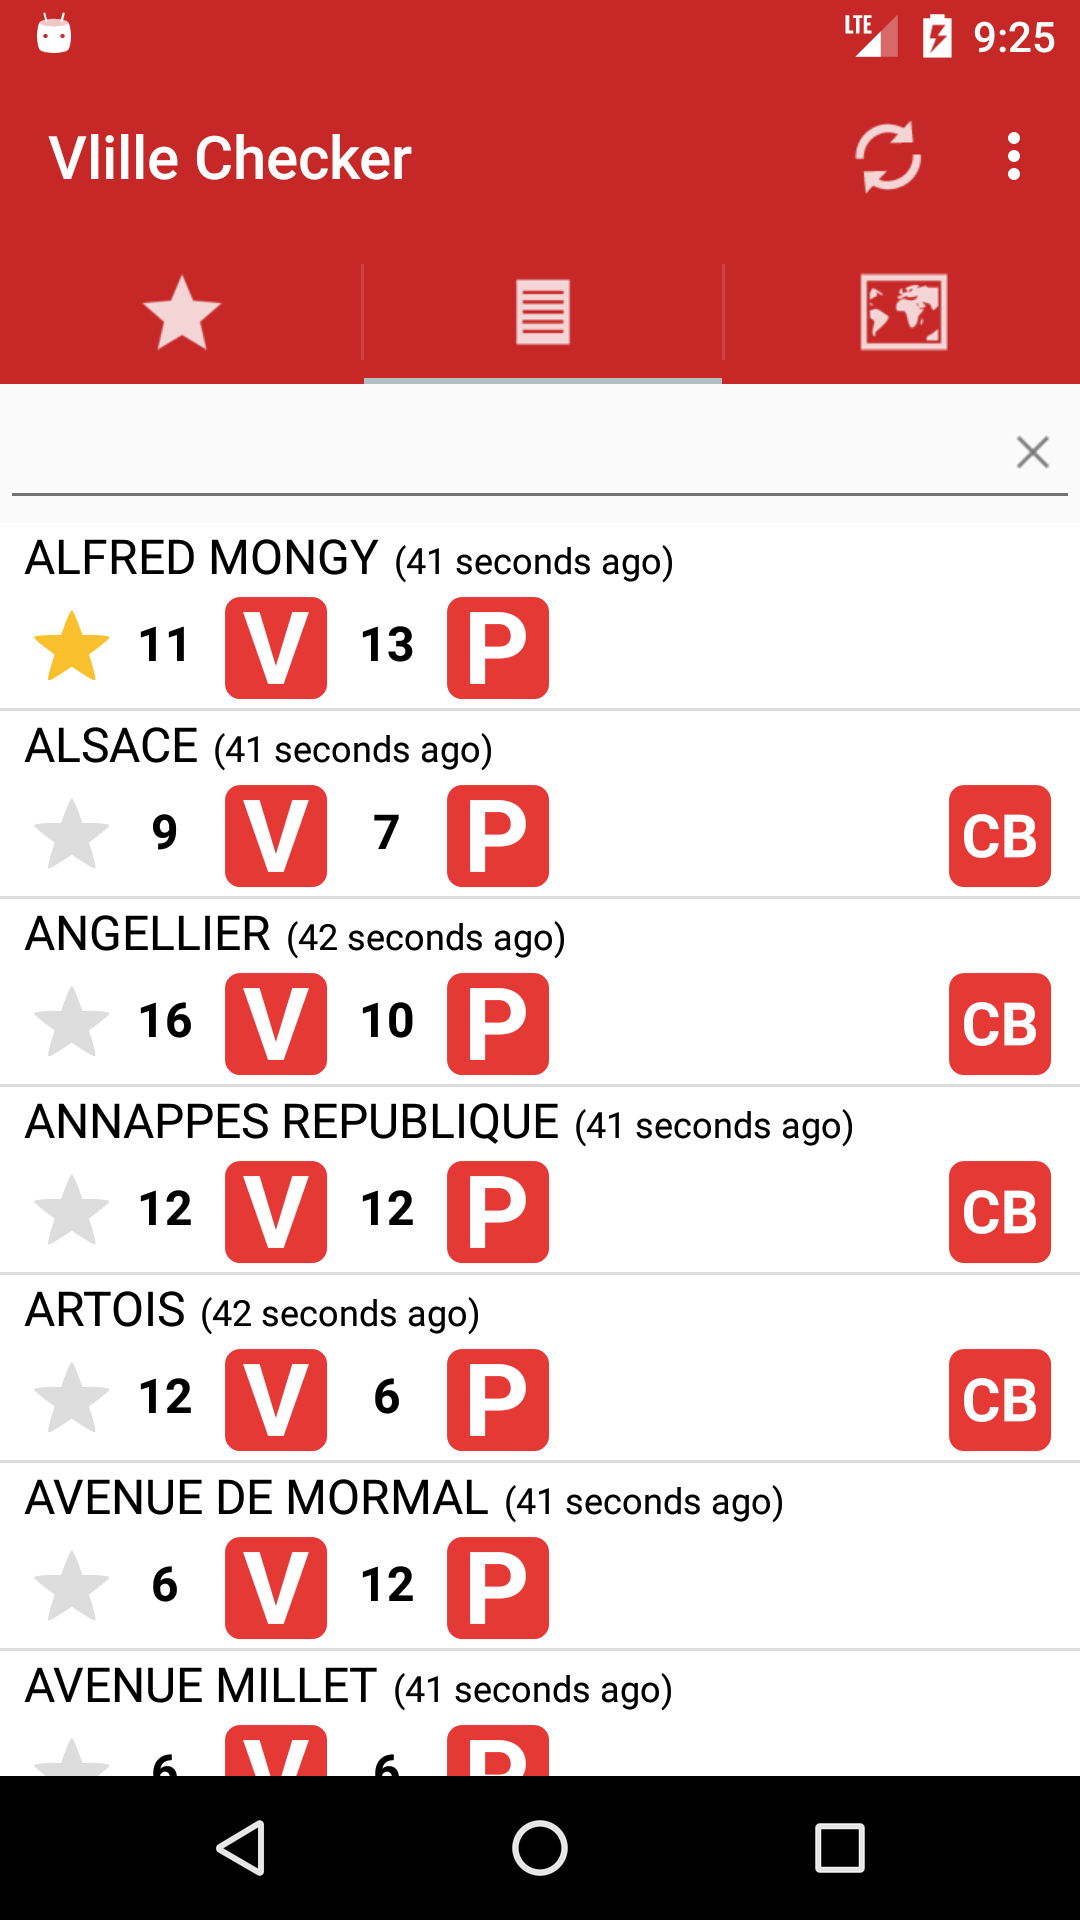 LTE 9:25
Vlille Checker
ALFRED MONGY (41 seconds ago)
11 V 13 P
ALSACE (41 seconds ago)
9 V 7 P CB
ANGELLIER (42 seconds ago)
16 V 10 P CB
ANNAPPES REPUBLIQUE (41 seconds ago)
12 V 12 P CB
ARTOIS (42 seconds ago)
12 V 6 P CB
AVENUE DE MORMAL (41 seconds ago)
6 V 12 P
AVENUE MILLET (41 seconds ago)
6 V 6 P